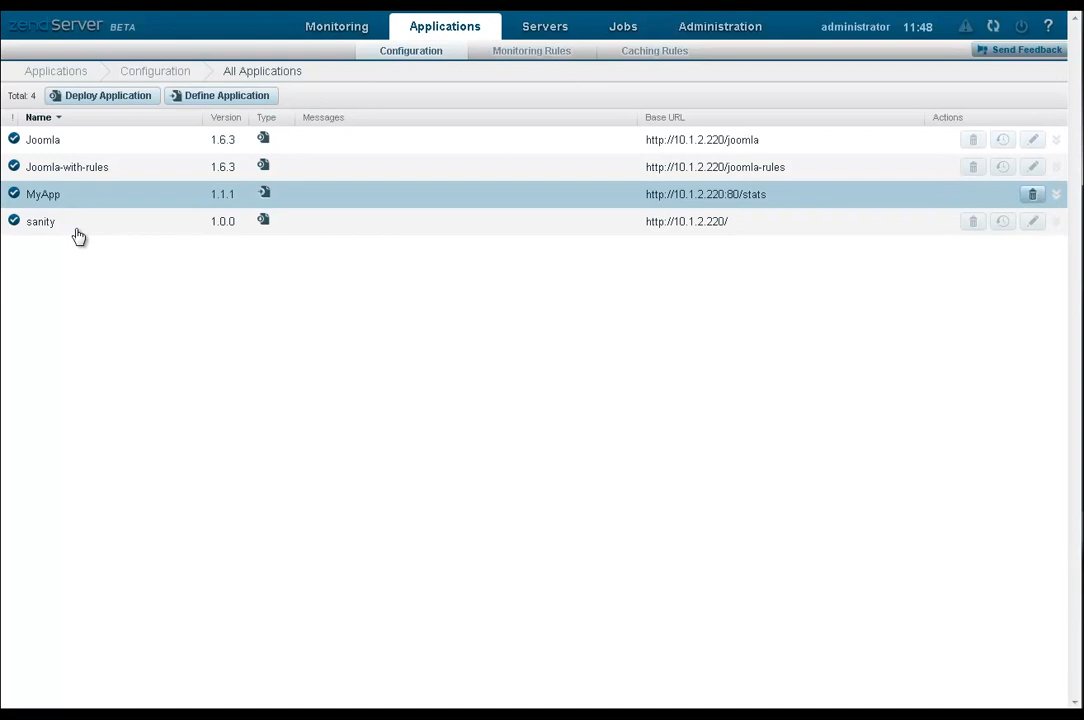 zendServer BETA
Monitoring Applications Servers Jobs Administration administrator 11:48 ?
Configuration Monitoring Rules Caching Rules Send Feedback
Applications Configuration All Applications
Total: 4 Deploy Application Define Application
! Name Version Type Messages Base URL Actions
Joomla 1.6.3 http://10.1.2.220/joomla
Joomla-with-rules 1.6.3 http://10.1.2.220/joomla-rules
MyApp 1.1.1 http://10.1.2.220:80/stats
sanity 1.0.0 http://10.1.2.220/